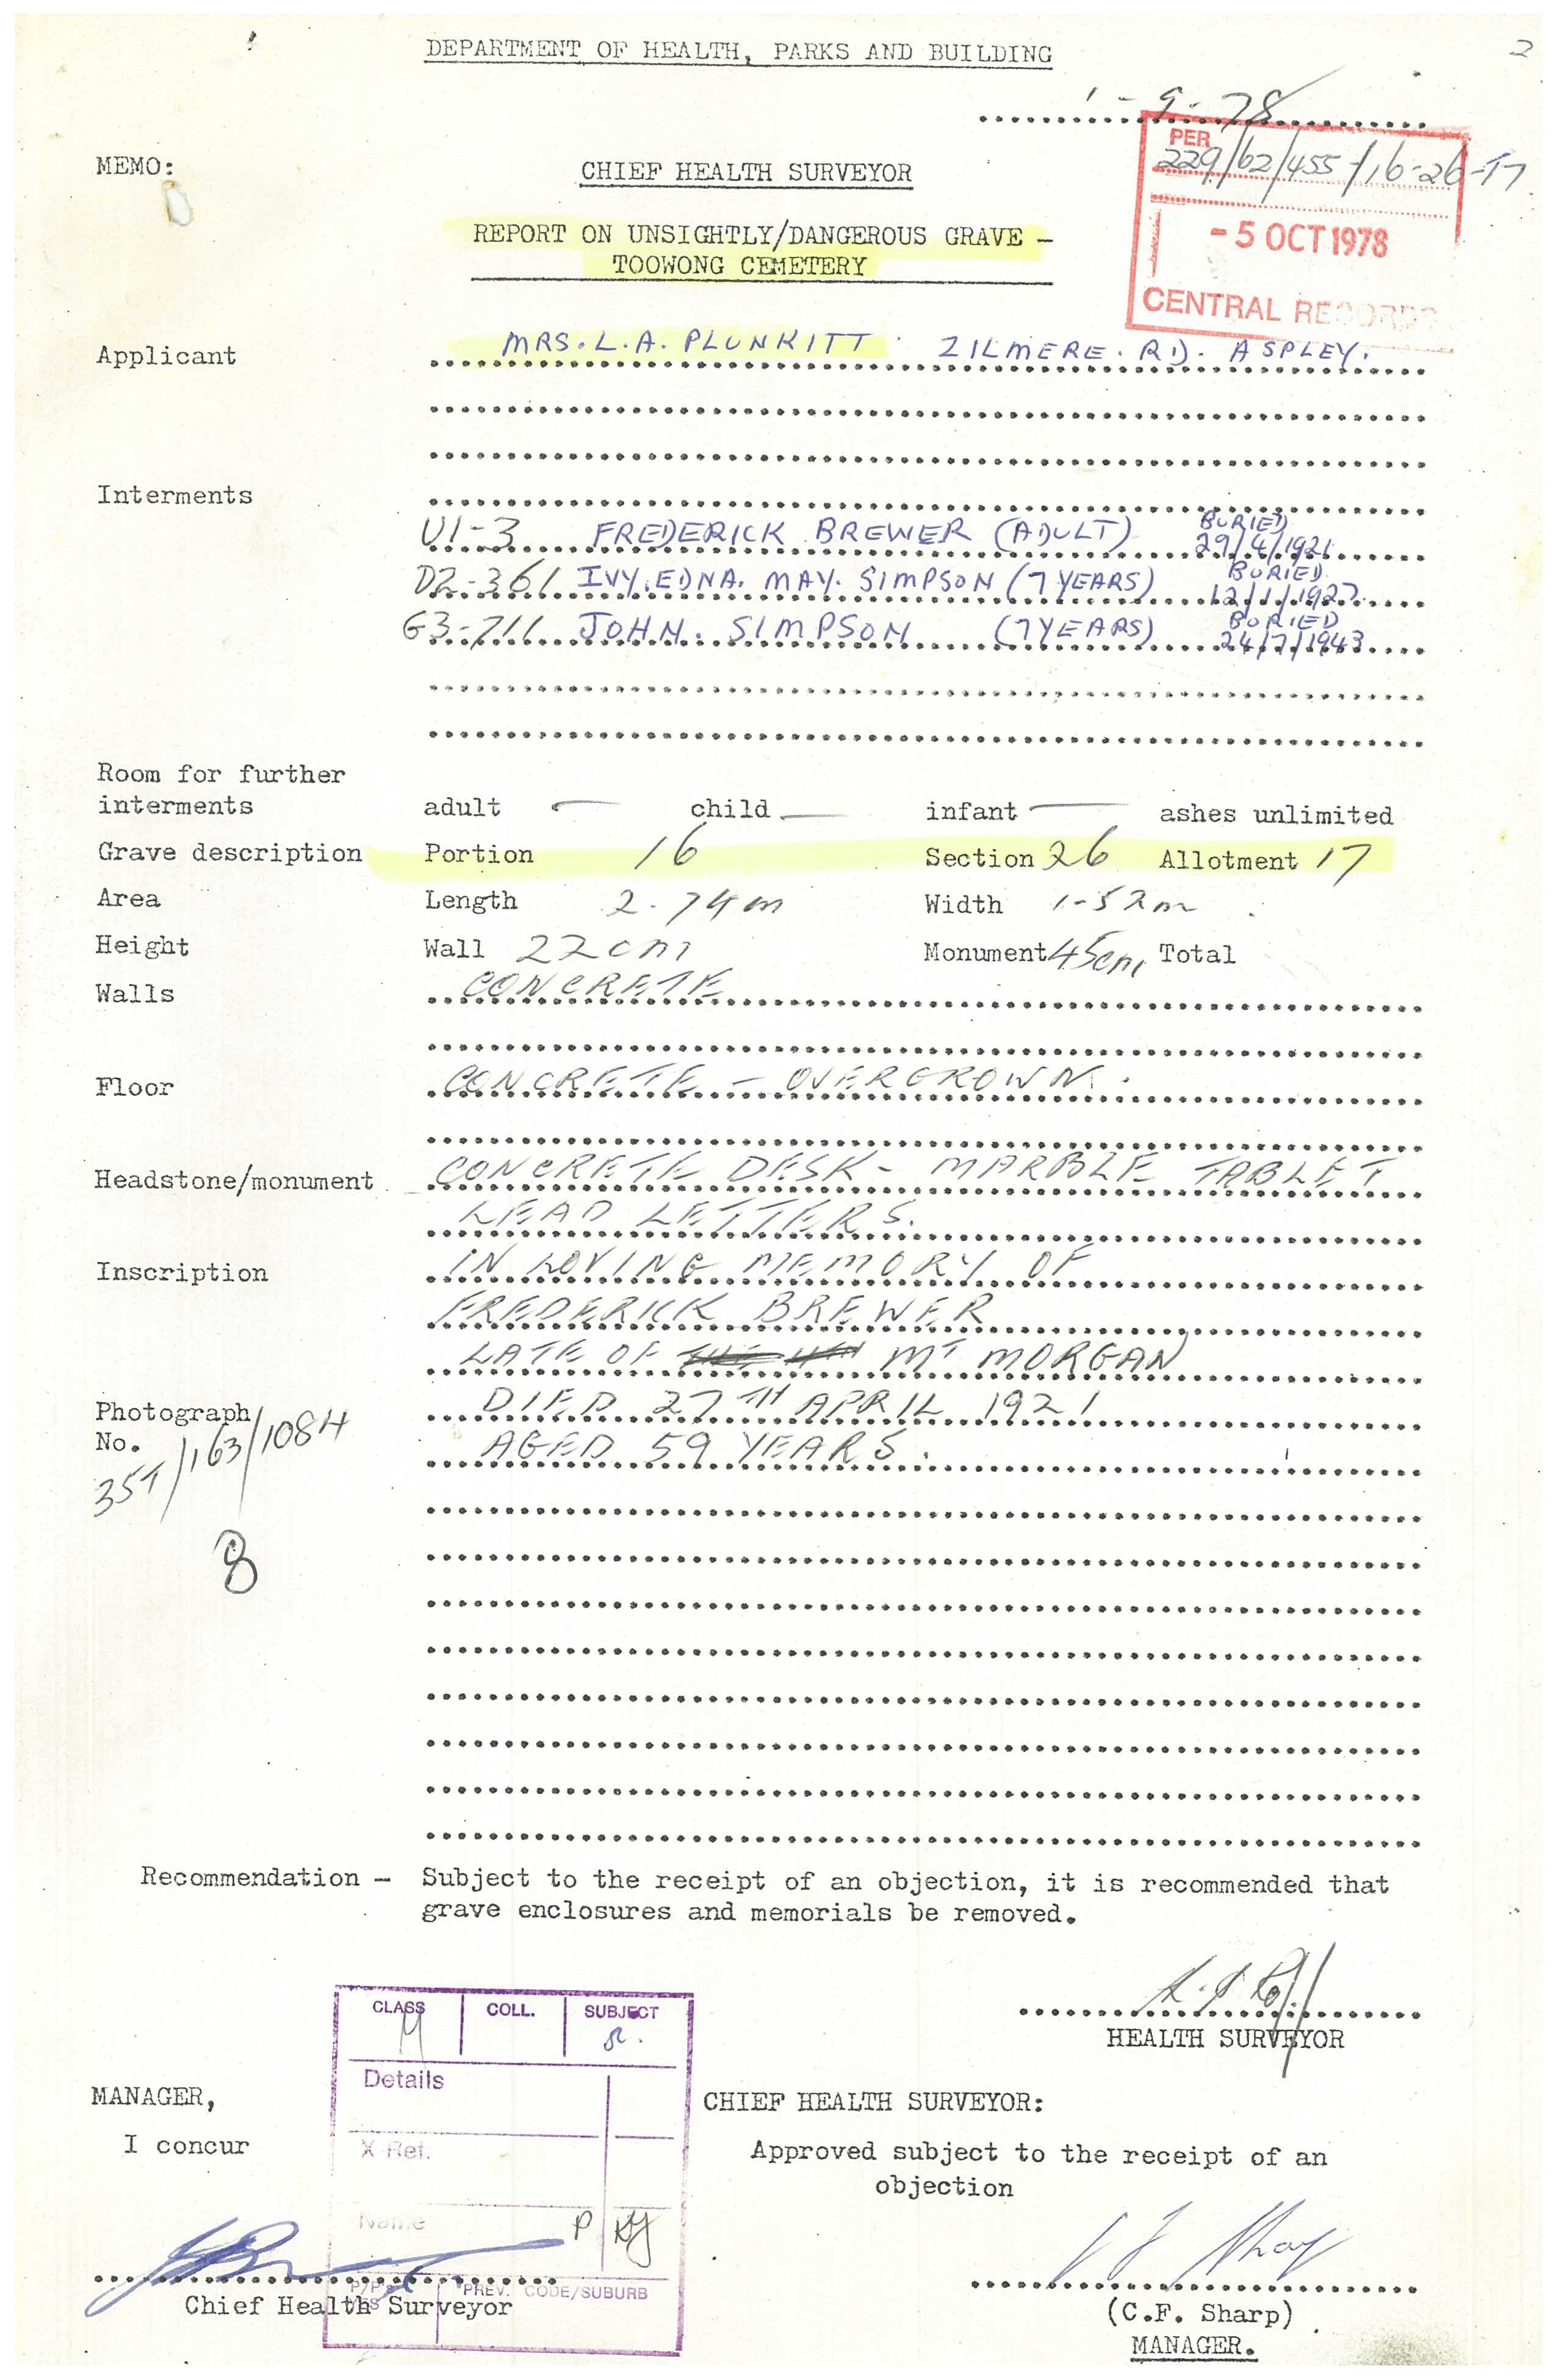 2
DEPARTMENT OF HEALTH, PARKS AND BUILDING
1-9-78
PER
229/62/455/16-26-17
MEMO:
CHIEF HEALTH SURVEYOR
REPORT ON UNSIGHTLY/DANGEROUS GRAVE -
TOOWONG CEMETERY
- 5 OCT 1978
CENTRAL RECORDS
Applicant MRS. L. A. PLUNKITT ZILMERE. RD. ASPLEY.
Interments
U1-3 FREDERICK BREWER (ADULT) BURIED 29/4/1921
D2-361 IVY. EDNA. MAY. SIMPSON (7 YEARS) BURIED 12/1/1927
G3-711 JOHN. SIMPSON (7 YEARS) BURIED 24/7/1943
Room for further
interments adult — child — infant — ashes unlimited
Grave description Portion 16 Section 26 Allotment 17
Area Length 2.74m Width 1-52m
Height Wall 22cm Monument 45cm Total
Walls CONCRETE
Floor CONCRETE - OVERGROWN.
Headstone/monument CONCRETE DESK - MARBLE TABLET
LEAD LETTERS.
Inscription IN LOVING MEMORY OF
FREDERICK BREWER
LATE OF MT MORGAN
Photograph DIED 27TH APRIL 1921
No. 35T/163/1084 AGED 59 YEARS.
8
Recommendation - Subject to the receipt of an objection, it is recommended that
grave enclosures and memorials be removed.
HEALTH SURVEYOR
CLASS COLL. SUBJECT
Details
X Ref.
Name P
P/Pss PREV. CODE/SUBURB
MANAGER,
I concur
Chief Health Surveyor
CHIEF HEALTH SURVEYOR:
Approved subject to the receipt of an
objection
(C.F. Sharp)
MANAGER.